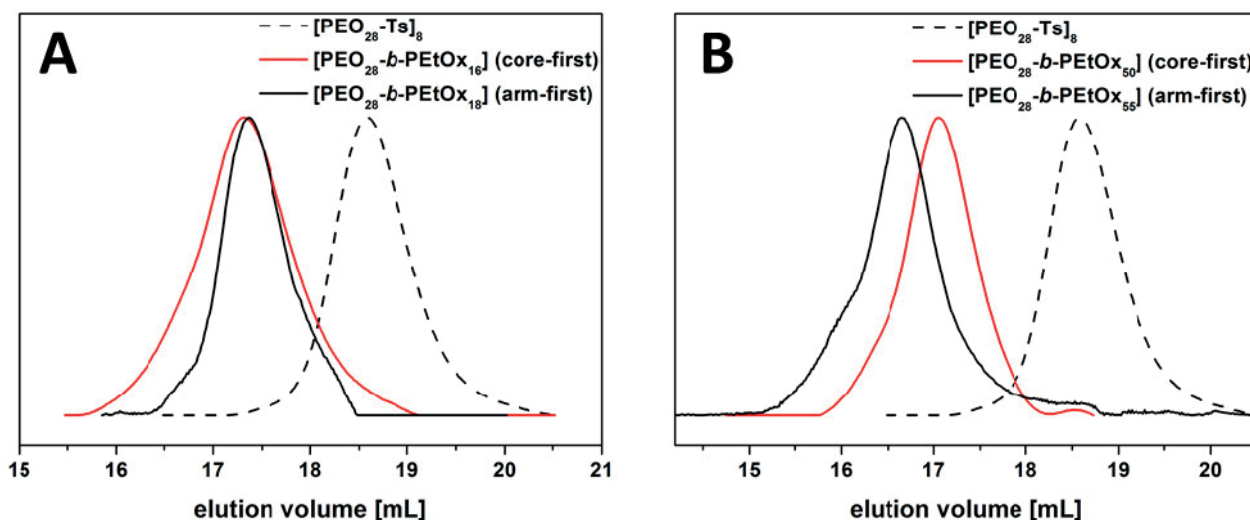 A
[PEO28-Ts]8
[PEO28-b-PEtOx16] (core-first)
[PEO28-b-PEtOx18] (arm-first)
15 16 17 18 19 20 21
elution volume [mL]
B
[PEO28-Ts]8
[PEO28-b-PEtOx50] (core-first)
[PEO28-b-PEtOx55] (arm-first)
15 16 17 18 19 20
elution volume [mL]